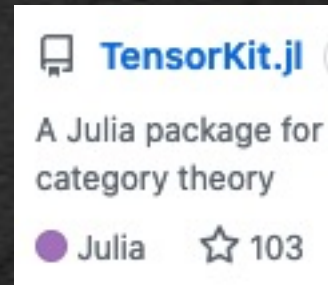 TensorKit.jl
A Julia package for
category theory
Julia 103